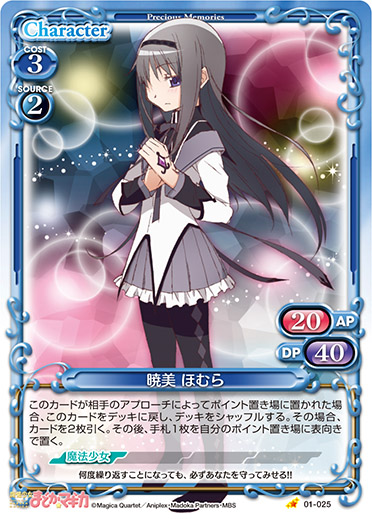 Precious Memories
Character
COST
3
SOURCE
2
20 AP
DP 40
暁美 ほむら
このカードが相手のアプローチによってポイント置き場に置かれた場
合、このカードをデッキに戻し、デッキをシャッフルする。その場合、
カードを2枚引く。その後、手札1枚を自分のポイント置き場に表向き
で置く。
魔法少女
何度繰り返すことになっても、必ずあなたを守ってみせる!!
魔法少女まどか☆マギカ
©Magica Quartet／Aniplex・Madoka Partners・MBS
01-025